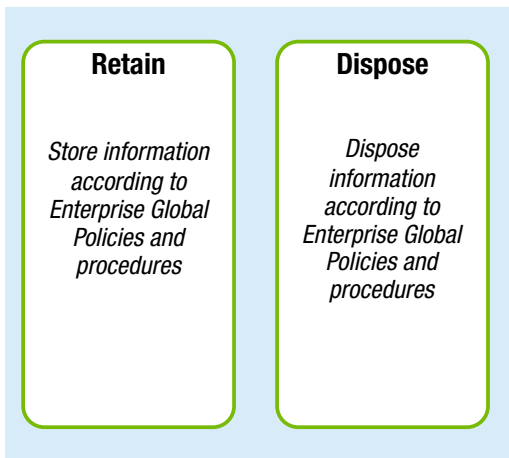 Retain
Store information
according to
Enterprise Global
Policies and
procedures
Dispose
Dispose
information
according to
Enterprise Global
Policies and
procedures